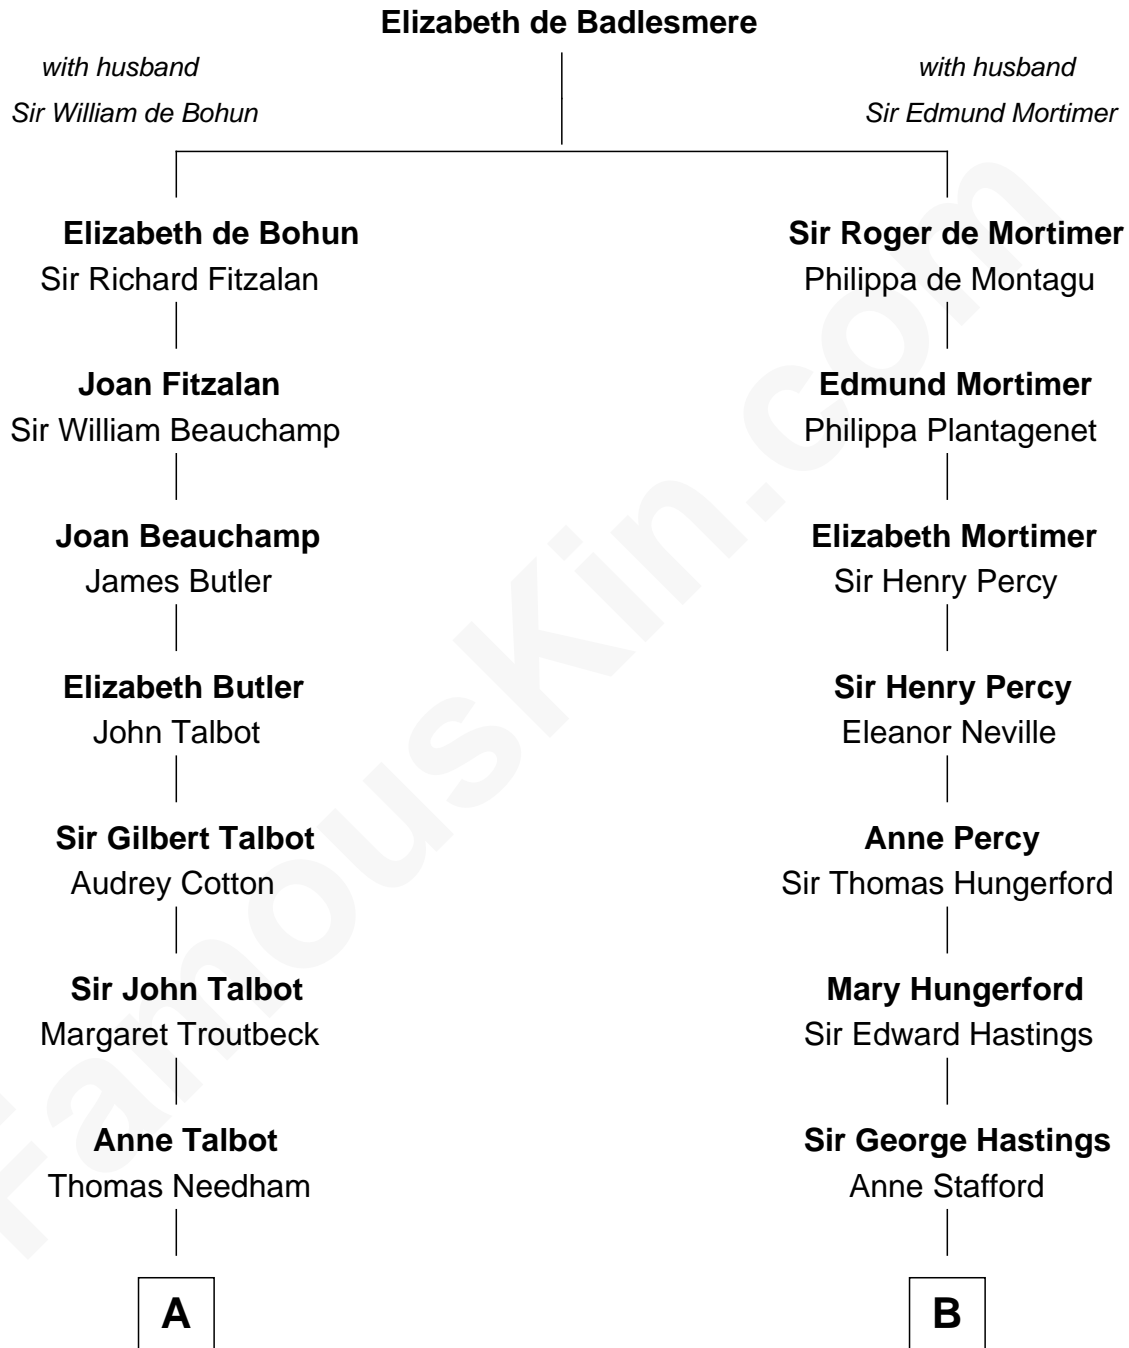 Elizabeth de Badlesmere
with husband
Sir William de Bohun
with husband
Sir Edmund Mortimer
Elizabeth de Bohun
Sir Richard Fitzalan
Sir Roger de Mortimer
Philippa de Montagu
Joan Fitzalan
Sir William Beauchamp
Edmund Mortimer
Philippa Plantagenet
Joan Beauchamp
James Butler
Elizabeth Mortimer
Sir Henry Percy
Elizabeth Butler
John Talbot
Sir Henry Percy
Eleanor Neville
Sir Gilbert Talbot
Audrey Cotton
Anne Percy
Sir Thomas Hungerford
Sir John Talbot
Margaret Troutbeck
Mary Hungerford
Sir Edward Hastings
Anne Talbot
Thomas Needham
Sir George Hastings
Anne Stafford
A
B
FamousKin.com